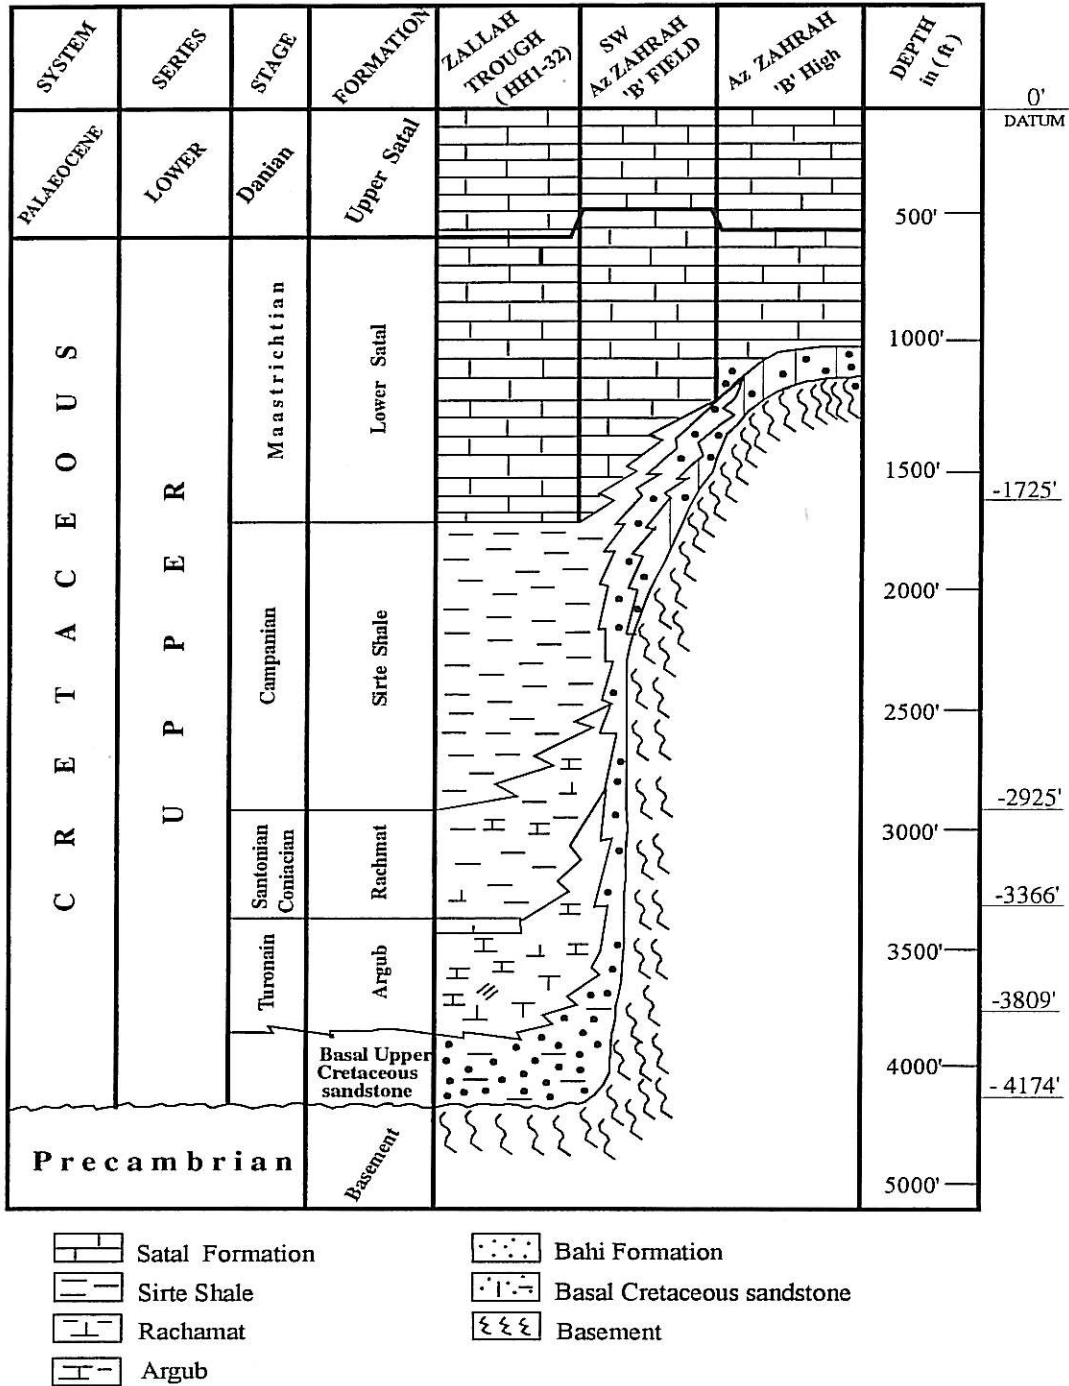 SYSTEM
SERIES
STAGE
FORMATION
ZALLAH
TROUGH
(HH1-32)
SW
Az ZAHRAH
'B' FIELD
Az ZAHRAH
'B' High
DEPTH
in ( ft )
0'
DATUM
PALAEOCENE
LOWER
Danian
Upper Satal
500'
CRETACEOUS
UPPER
Maastrichtian
Lower Satal
1000'
1500'
-1725'
Campanian
Sirte Shale
2000'
2500'
-2925'
Santonian
Coniacian
Rachmat
3000'
-3366'
Turonain
Argub
3500'
-3809'
Basal Upper
Cretaceous
sandstone
4000'
- 4174'
Precambrian
Basement
5000'
Satal Formation
Bahi Formation
Sirte Shale
Basal Cretaceous sandstone
Rachamat
Basement
Argub